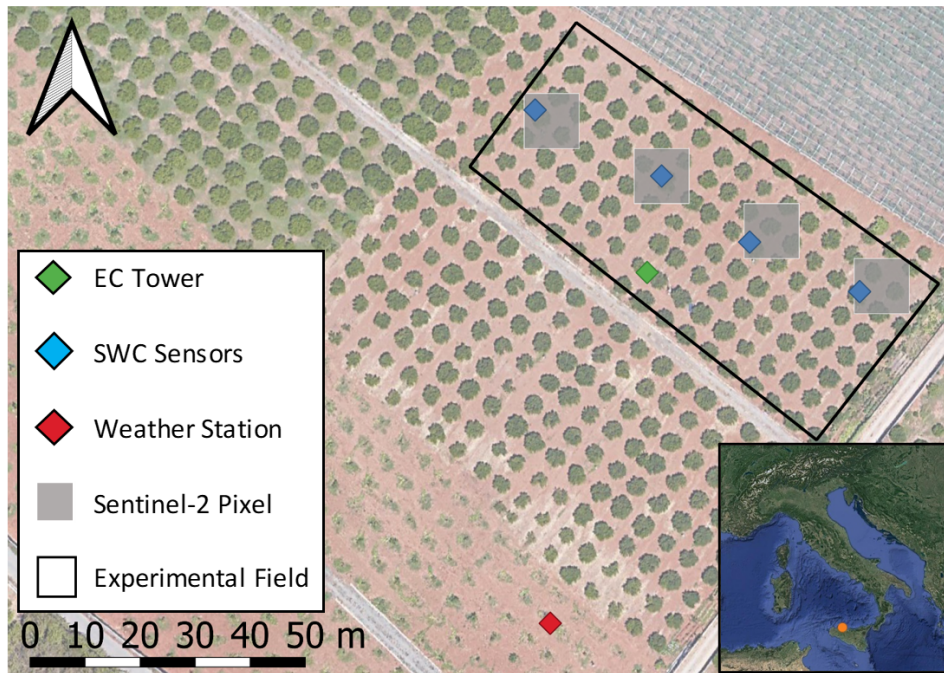 EC Tower
SWC Sensors
Weather Station
Sentinel-2 Pixel
Experimental Field
0 10 20 30 40 50 m